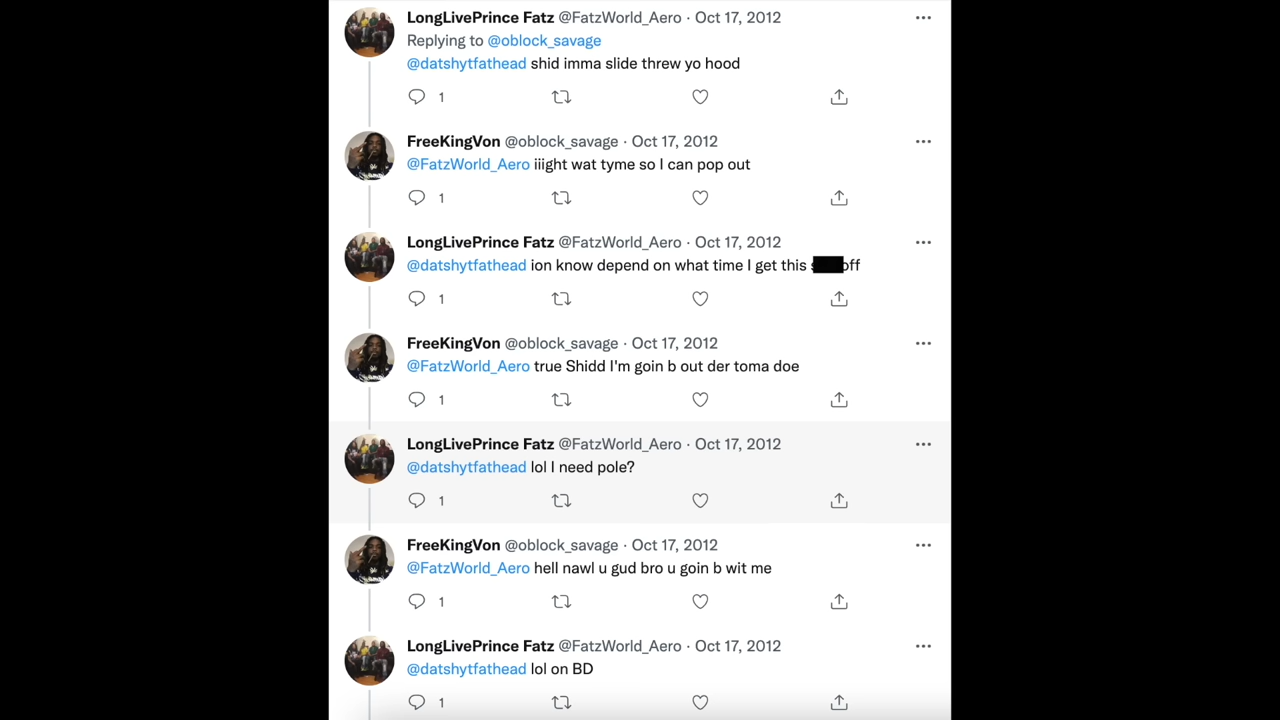 LongLivePrince Fatz @FatzWorld_Aero · Oct 17, 2012
Replying to @oblock_savage
@datshytfathead shid imma slide threw yo hood
1
FreeKingVon @oblock_savage · Oct 17, 2012
@FatzWorld_Aero iiight wat tyme so I can pop out
1
LongLivePrince Fatz @FatzWorld_Aero · Oct 17, 2012
@datshytfathead ion know depend on what time I get this off
1
FreeKingVon @oblock_savage · Oct 17, 2012
@FatzWorld_Aero true Shidd I'm goin b out der toma doe
1
LongLivePrince Fatz @FatzWorld_Aero · Oct 17, 2012
@datshytfathead lol I need pole?
1
FreeKingVon @oblock_savage · Oct 17, 2012
@FatzWorld_Aero hell nawl u gud bro u goin b wit me
1
LongLivePrince Fatz @FatzWorld_Aero · Oct 17, 2012
@datshytfathead lol on BD
1